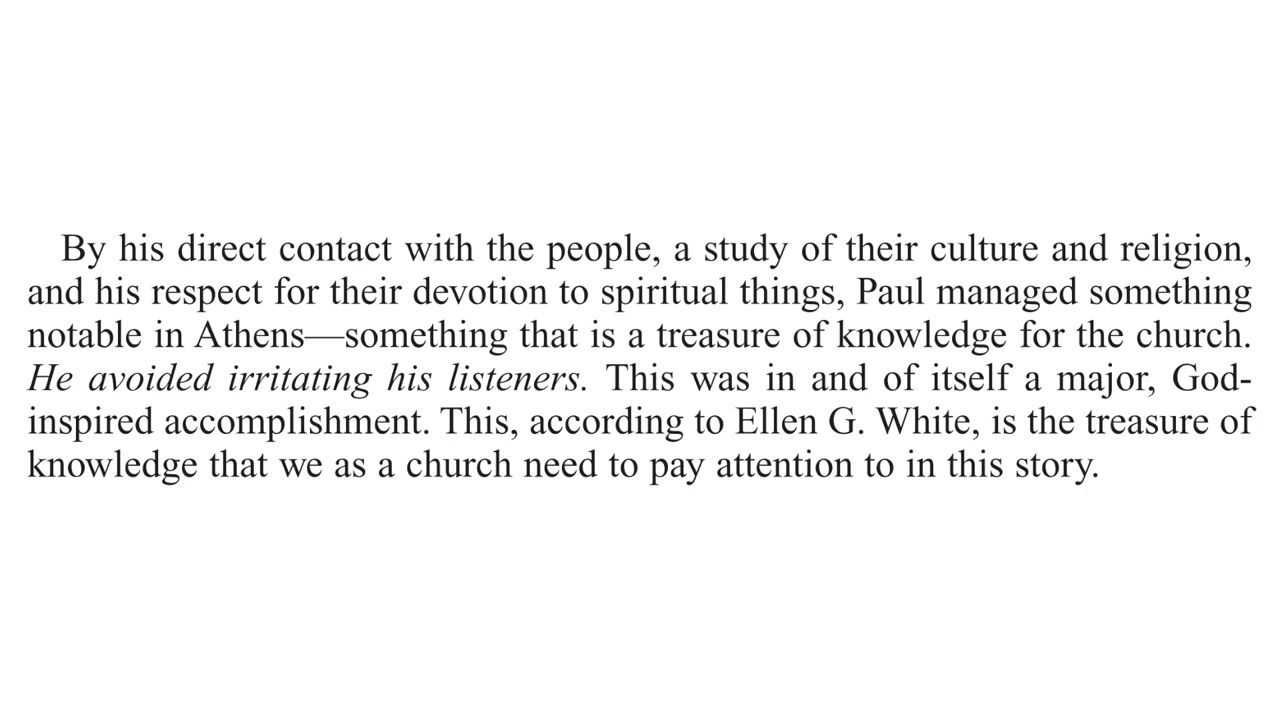 By his direct contact with the people, a study of their culture and religion,
and his respect for their devotion to spiritual things, Paul managed something
notable in Athens—something that is a treasure of knowledge for the church.
He avoided irritating his listeners. This was in and of itself a major, God-
inspired accomplishment. This, according to Ellen G. White, is the treasure of
knowledge that we as a church need to pay attention to in this story.